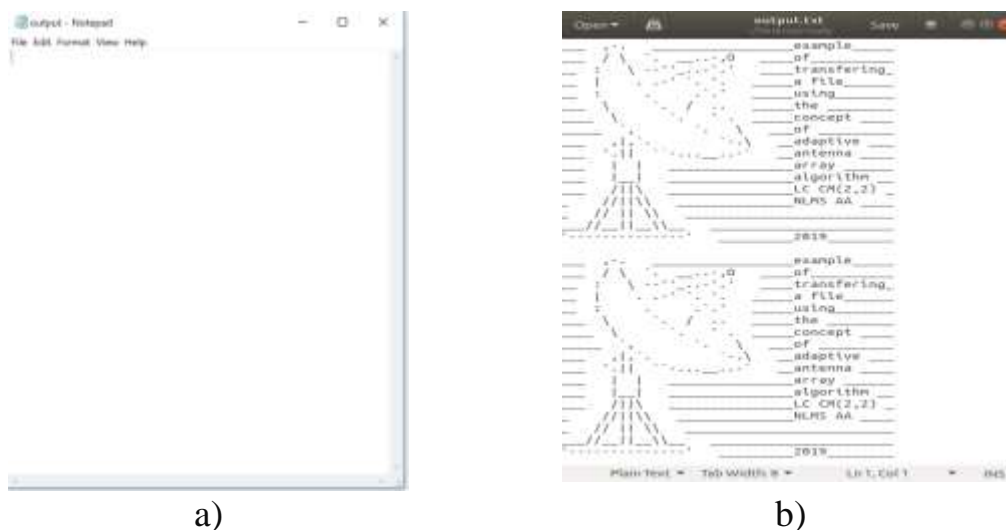 output - Notepad
File Edit Format View Help
Open output.txt Save
example
of
transfering
a file
using
the
concept
of
adaptive
antenna
array
algorithm
LC CM(2,2)
NLMS AA
2019
example
of
transfering
a file
using
the
concept
of
adaptive
antenna
array
algorithm
LC CM(2,2)
NLMS AA
2019
Plain Text Tab Width: 8 Ln 1, Col 1 INS
a) b)